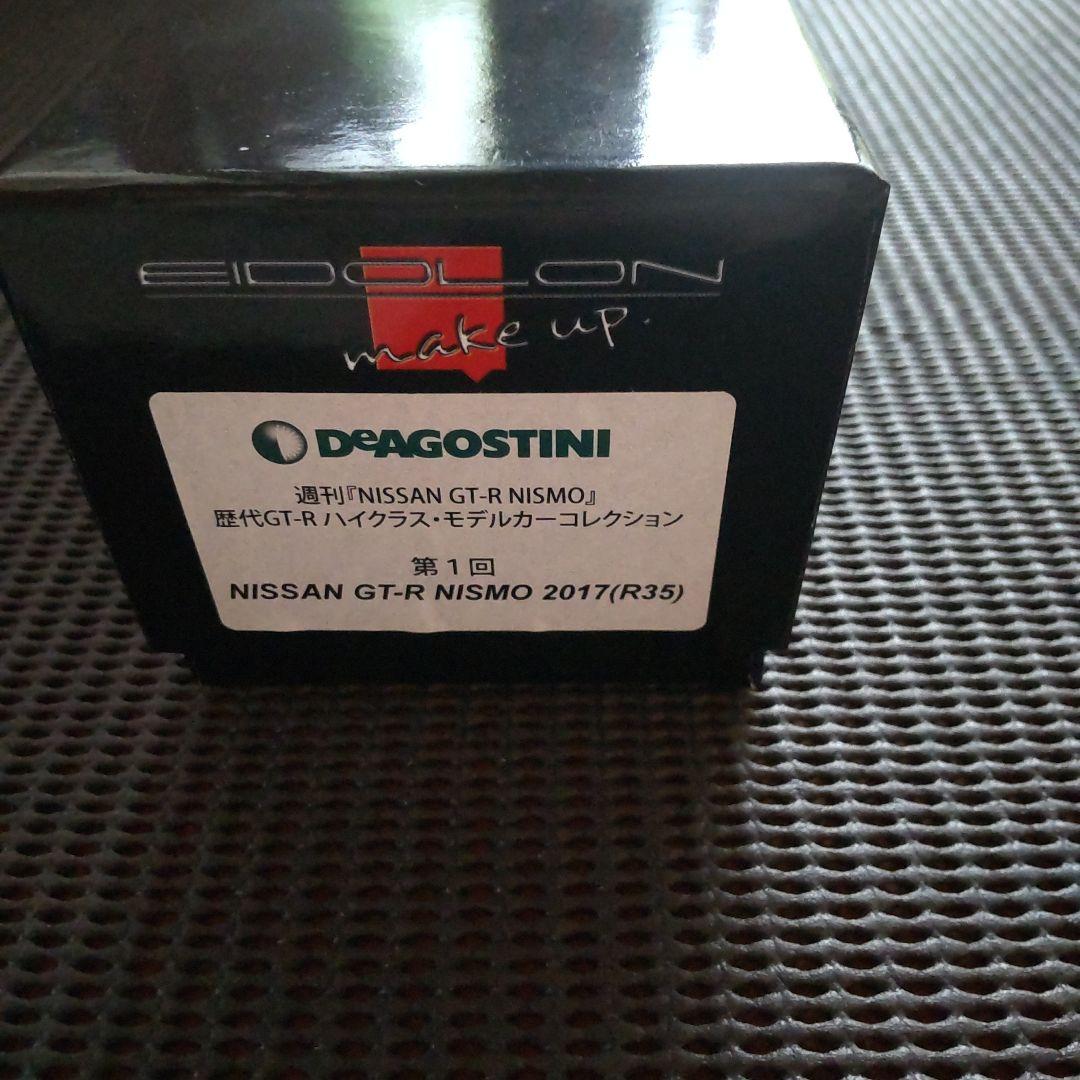 EIDOLON
make up.
DeAGOSTINI
週刊『NISSAN GT-R NISMO』
歴代GT-R ハイクラス・モデルカーコレクション
第1回
NISSAN GT-R NISMO 2017(R35)